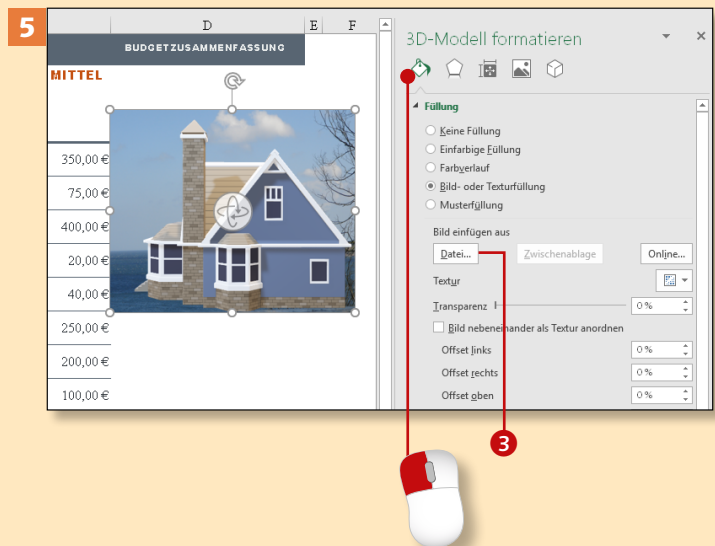 5
D E F
BUDGETZUSAMMENFASSUNG
MITTEL
350,00 €
75,00 €
400,00 €
20,00 €
40,00 €
250,00 €
200,00 €
100,00 €
3D-Modell formatieren
Füllung
Keine Füllung
Einfarbige Füllung
Farbverlauf
Bild- oder Texturfüllung
Musterfüllung
Bild einfügen aus
Datei... Zwischenablage Online...
Textur
Transparenz 0 %
Bild nebeneinander als Textur anordnen
Offset links 0 %
Offset rechts 0 %
Offset oben 0 %
3